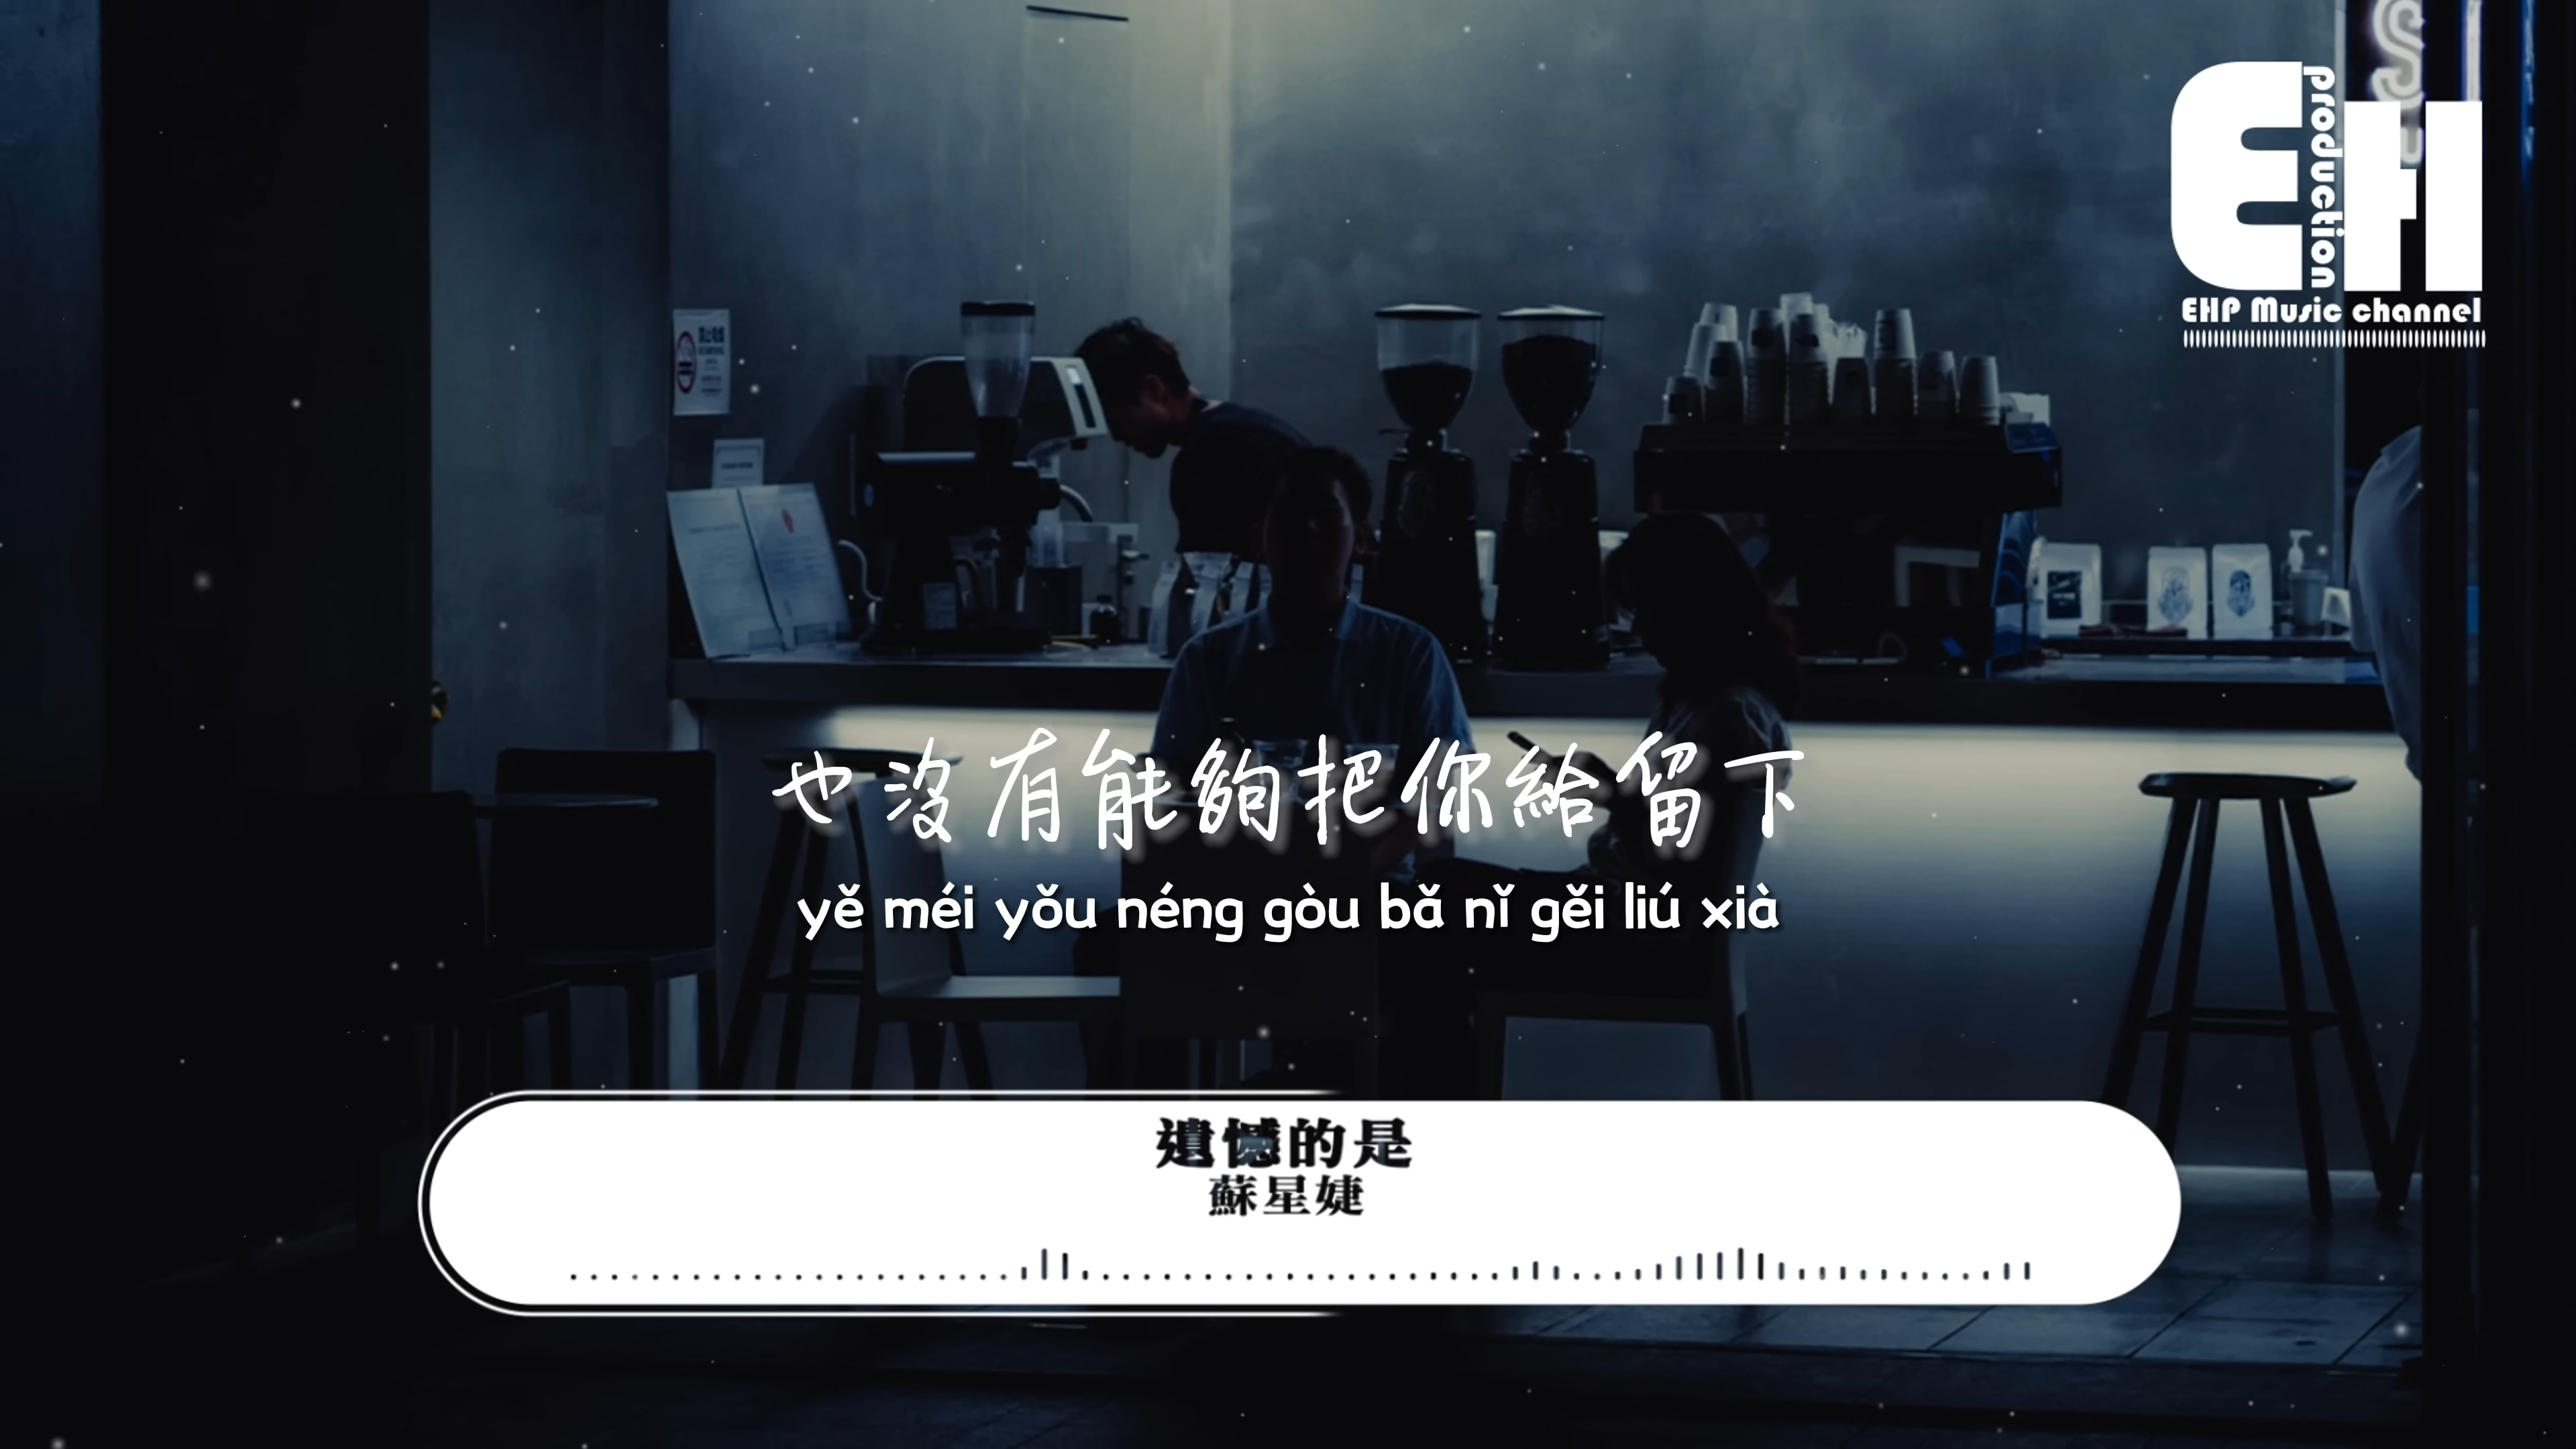 production
EH
EHP Music channel
也沒有能夠把你給留下
yě méi yǒu néng gòu bǎ nǐ gěi liú xià
遺憾的是
蘇星婕